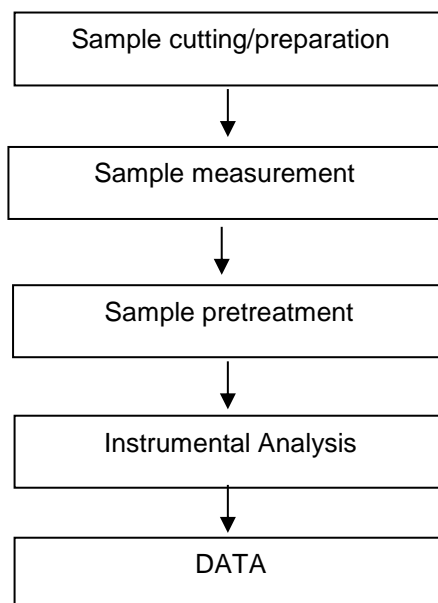 Sample cutting/preparation
Sample measurement
Sample pretreatment
Instrumental Analysis
DATA